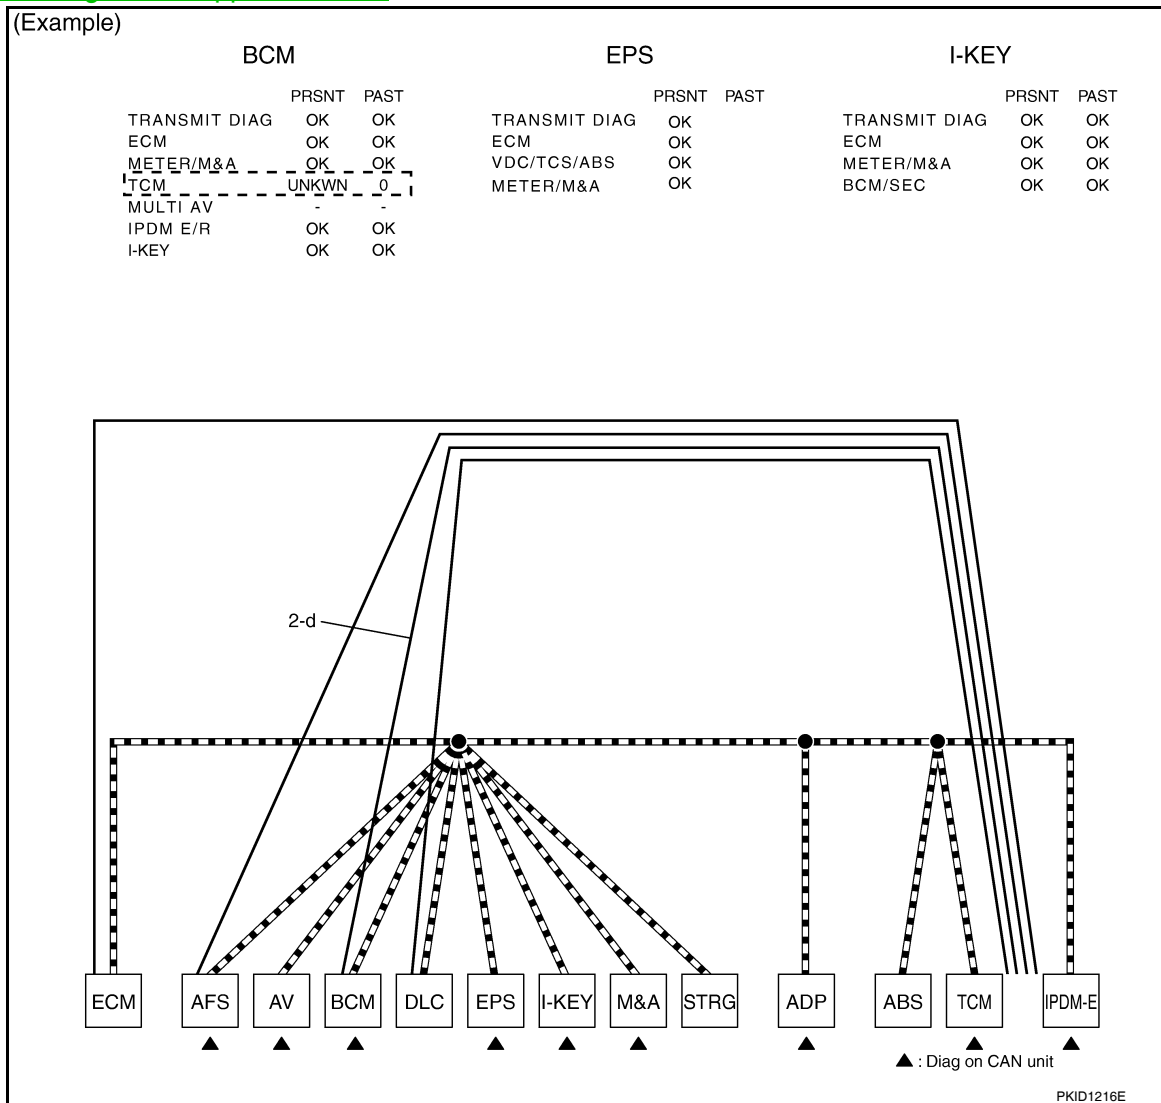 (Example)
BCM
PRSNT PAST
TRANSMIT DIAG OK OK
ECM OK OK
METER/M&A OK OK
TCM UNKWN 0
MULTI AV - -
IPDM E/R OK OK
I-KEY OK OK
EPS
PRSNT PAST
TRANSMIT DIAG OK
ECM OK
VDC/TCS/ABS OK
METER/M&A OK
I-KEY
PRSNT PAST
TRANSMIT DIAG OK OK
ECM OK OK
METER/M&A OK OK
BCM/SEC OK OK
2-d
ECM AFS AV BCM DLC EPS I-KEY M&A STRG ADP ABS TCM IPDM-E
▲ : Diag on CAN unit
PKID1216E